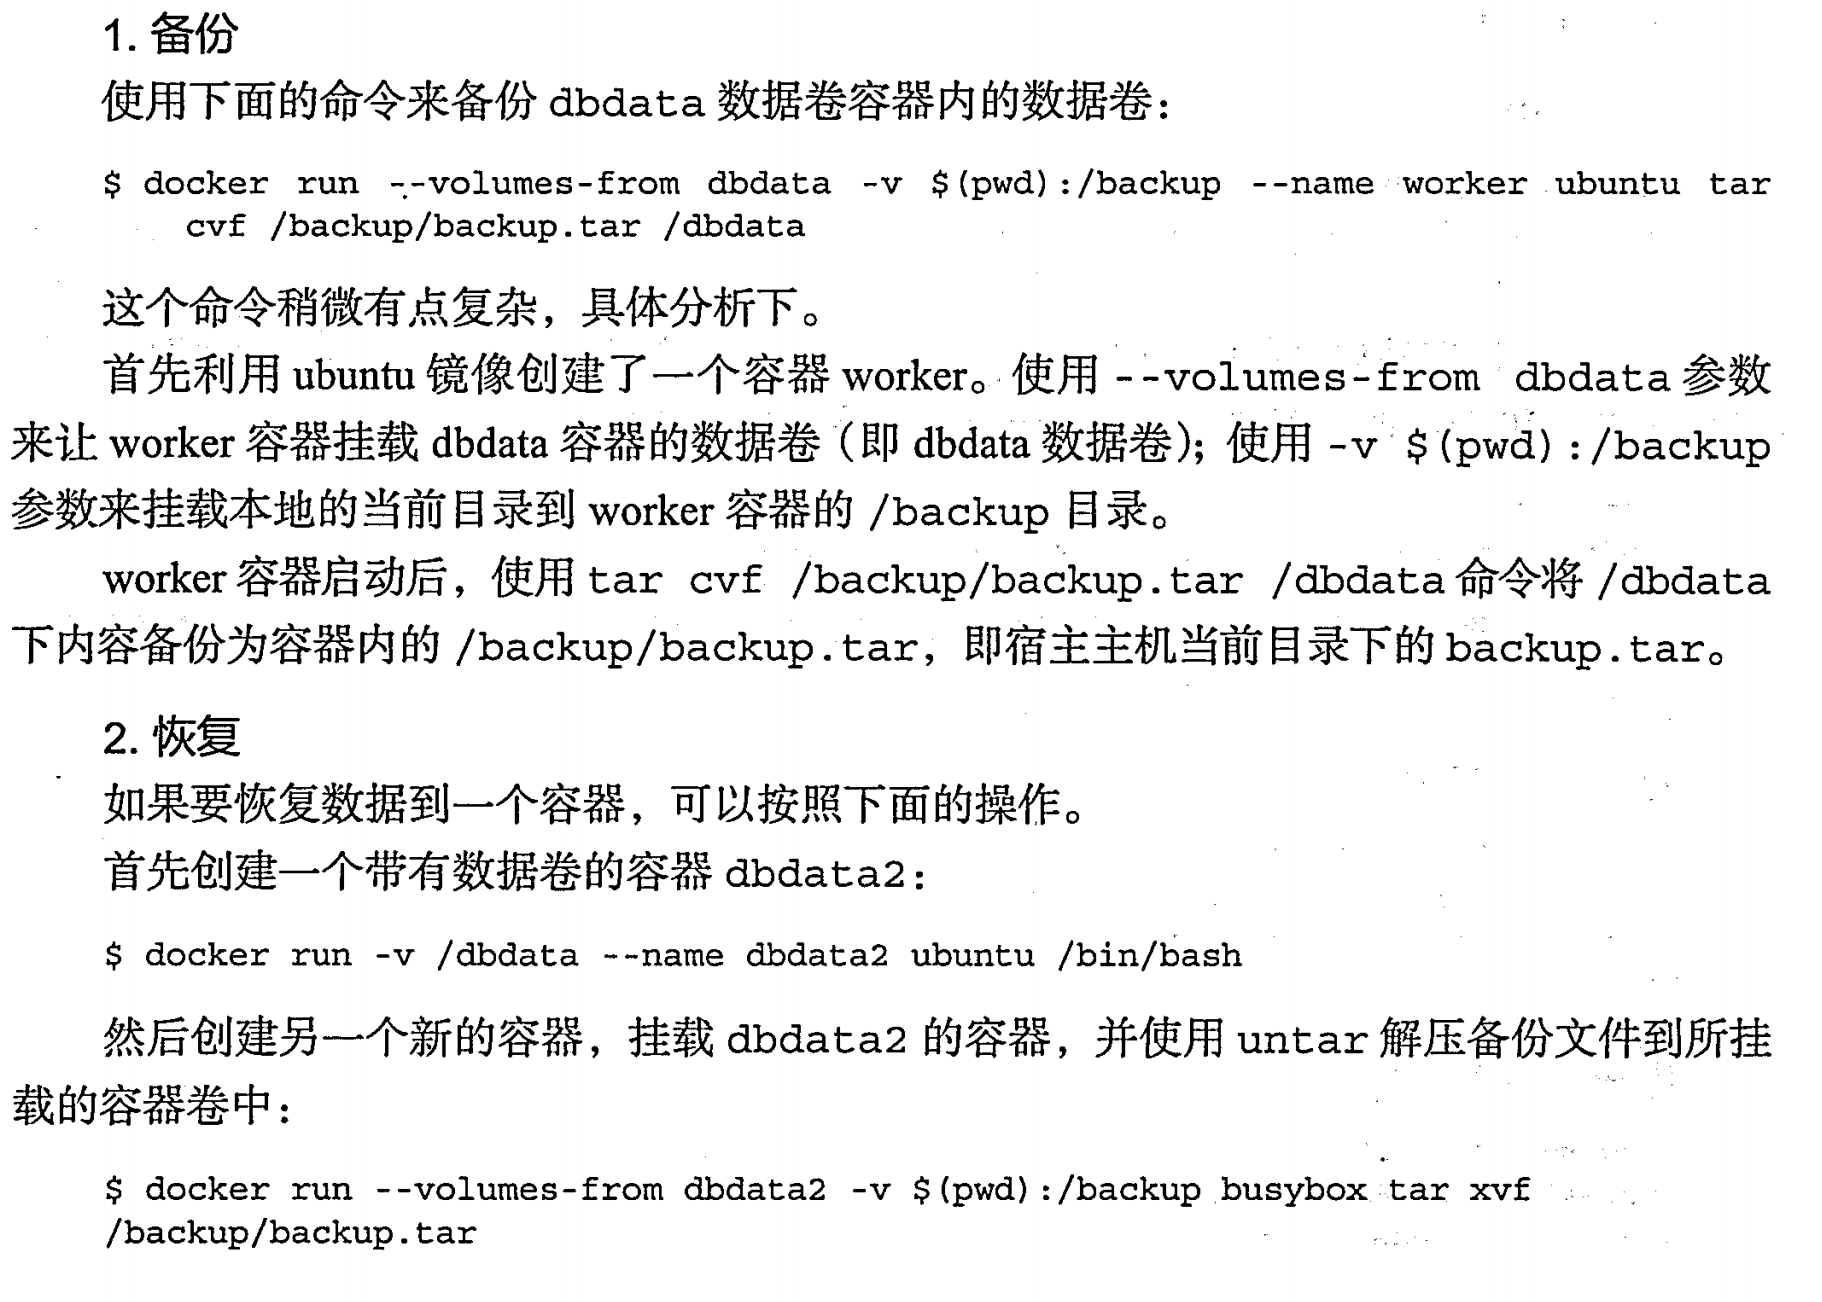 1. 备份
使用下面的命令来备份 dbdata 数据卷容器内的数据卷：
$ docker run --volumes-from dbdata -v $(pwd):/backup --name worker ubuntu tar
cvf /backup/backup.tar /dbdata
这个命令稍微有点复杂，具体分析下。
首先利用 ubuntu 镜像创建了一个容器 worker。使用 --volumes-from dbdata 参数
来让 worker 容器挂载 dbdata 容器的数据卷（即 dbdata 数据卷）；使用 -v $(pwd):/backup
参数来挂载本地的当前目录到 worker 容器的 /backup 目录。
worker 容器启动后，使用 tar cvf /backup/backup.tar /dbdata 命令将 /dbdata
下内容备份为容器内的 /backup/backup.tar，即宿主主机当前目录下的 backup.tar。
2. 恢复
如果要恢复数据到一个容器，可以按照下面的操作。
首先创建一个带有数据卷的容器 dbdata2：
$ docker run -v /dbdata --name dbdata2 ubuntu /bin/bash
然后创建另一个新的容器，挂载 dbdata2 的容器，并使用 untar 解压备份文件到所挂
载的容器卷中：
$ docker run --volumes-from dbdata2 -v $(pwd):/backup busybox tar xvf
/backup/backup.tar